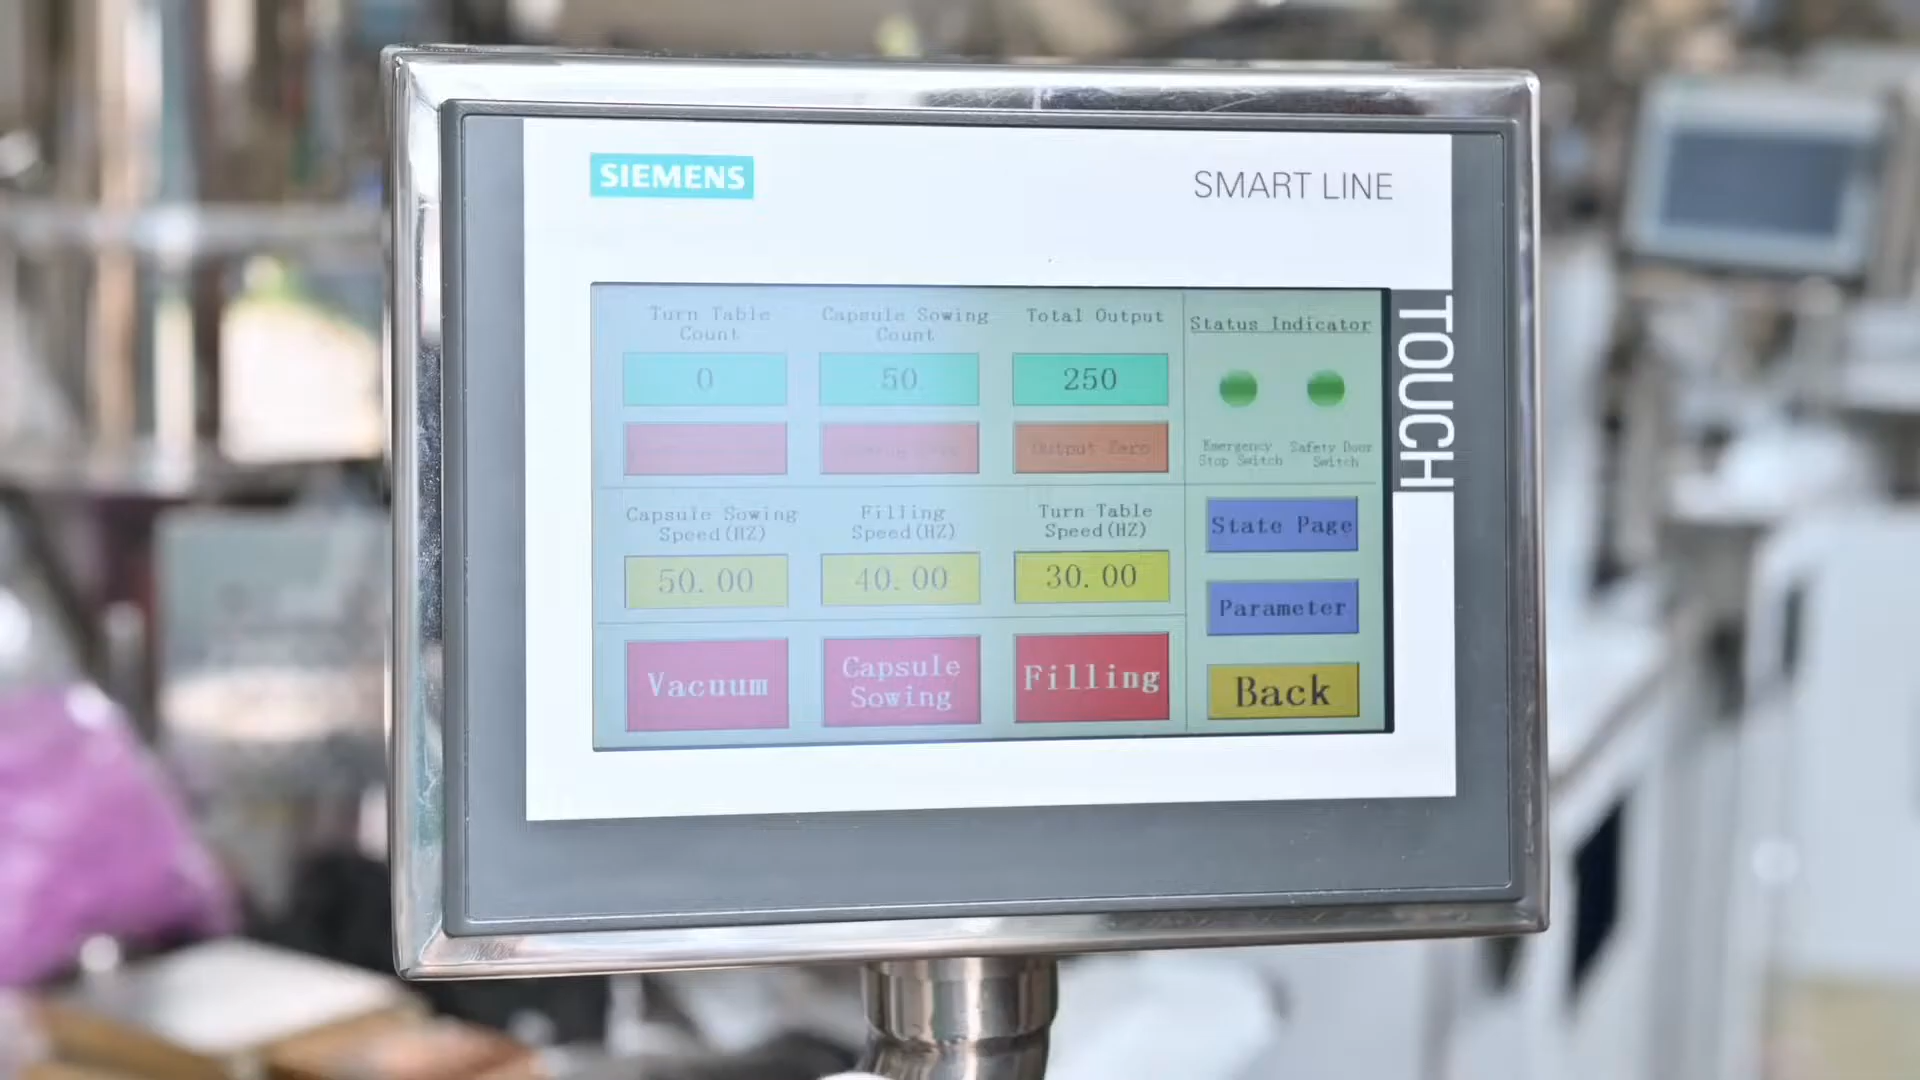 SIEMENS
SMART LINE
TOUCH
Turn Table
Count
Capsule Sowing
Count
Total Output
Status Indicator
0
50
250
Output Zero
Emergency
Stop Switch
Safety Door
Switch
Capsule Sowing
Speed(HZ)
Filling
Speed(HZ)
Turn Table
Speed(HZ)
50.00
40.00
30.00
State Page
Parameter
Vacuum
Capsule
Sowing
Filling
Back